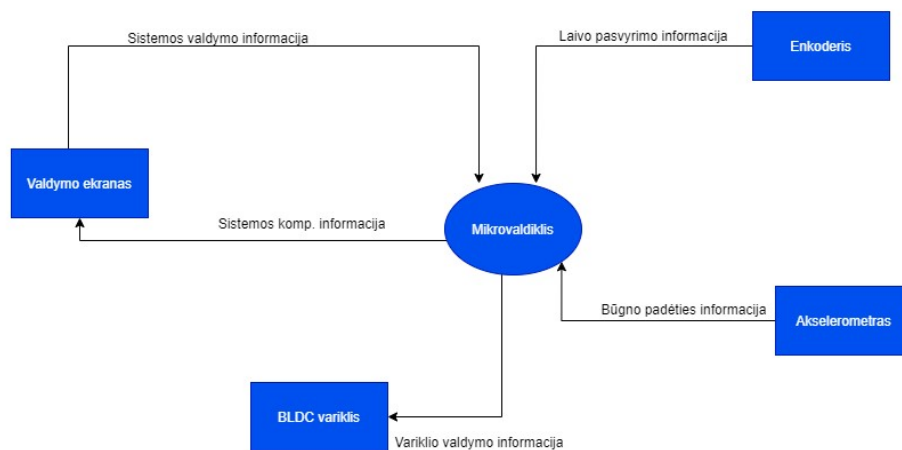 Sistemos valdymo informacija
Laivo pasvyrimo informacija
Enkoderis
Valdymo ekranas
Sistemos komp. informacija
Mikrovaldiklis
Būgno padėties informacija
Akselerometras
BLDC variklis
Variklio valdymo informacija